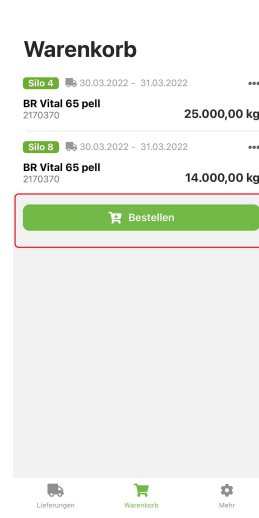 Warenkorb
Silo 4 30.03.2022 - 31.03.2022
BR Vital 65 pell
2170370 25.000,00 kg
Silo 8 30.03.2022 - 31.03.2022
BR Vital 65 pell
2170370 14.000,00 kg
Bestellen
Lieferungen Warenkorb Mehr